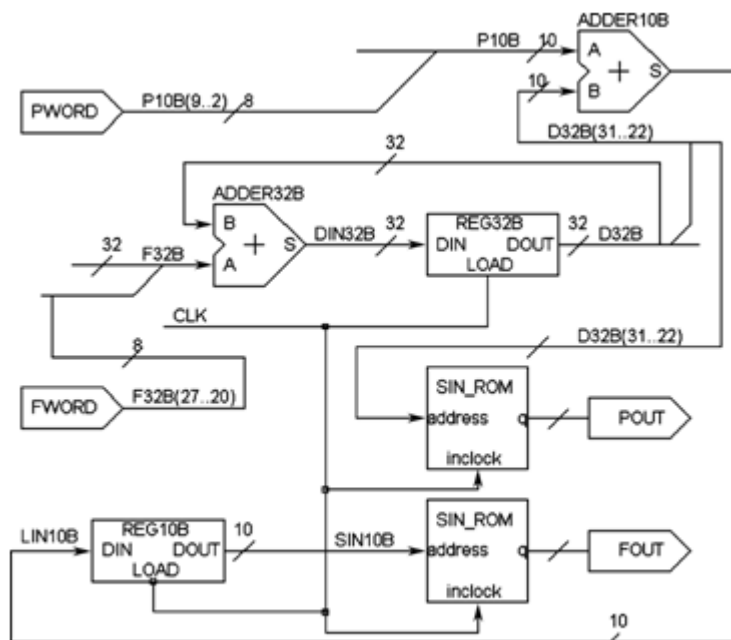 ADDER10B
P10B 10
A
S
+
B
10
PWORD
P10B(9..2) 8
D32B(31..22)
32
ADDER32B
B
S
+
A
DIN32B 32
REG32B
DIN DOUT
LOAD
32 D32B
32 F32B
CLK
8
FWORD
F32B(27..20)
D32B(31..22)
SIN_ROM
address q
inclock
POUT
LIN10B
REG10B
DIN DOUT
LOAD
10
SIN10B
SIN_ROM
address q
inclock
FOUT
10